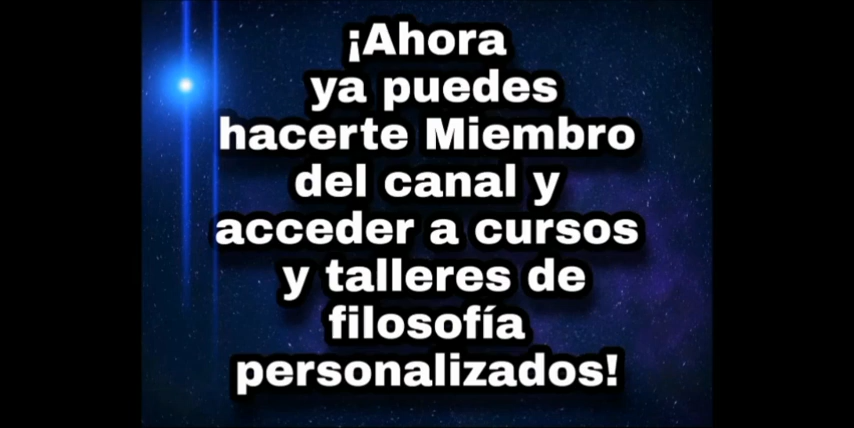 ¡Ahora
ya puedes
hacerte Miembro
del canal y
acceder a cursos
y talleres de
filosofía
personalizados!